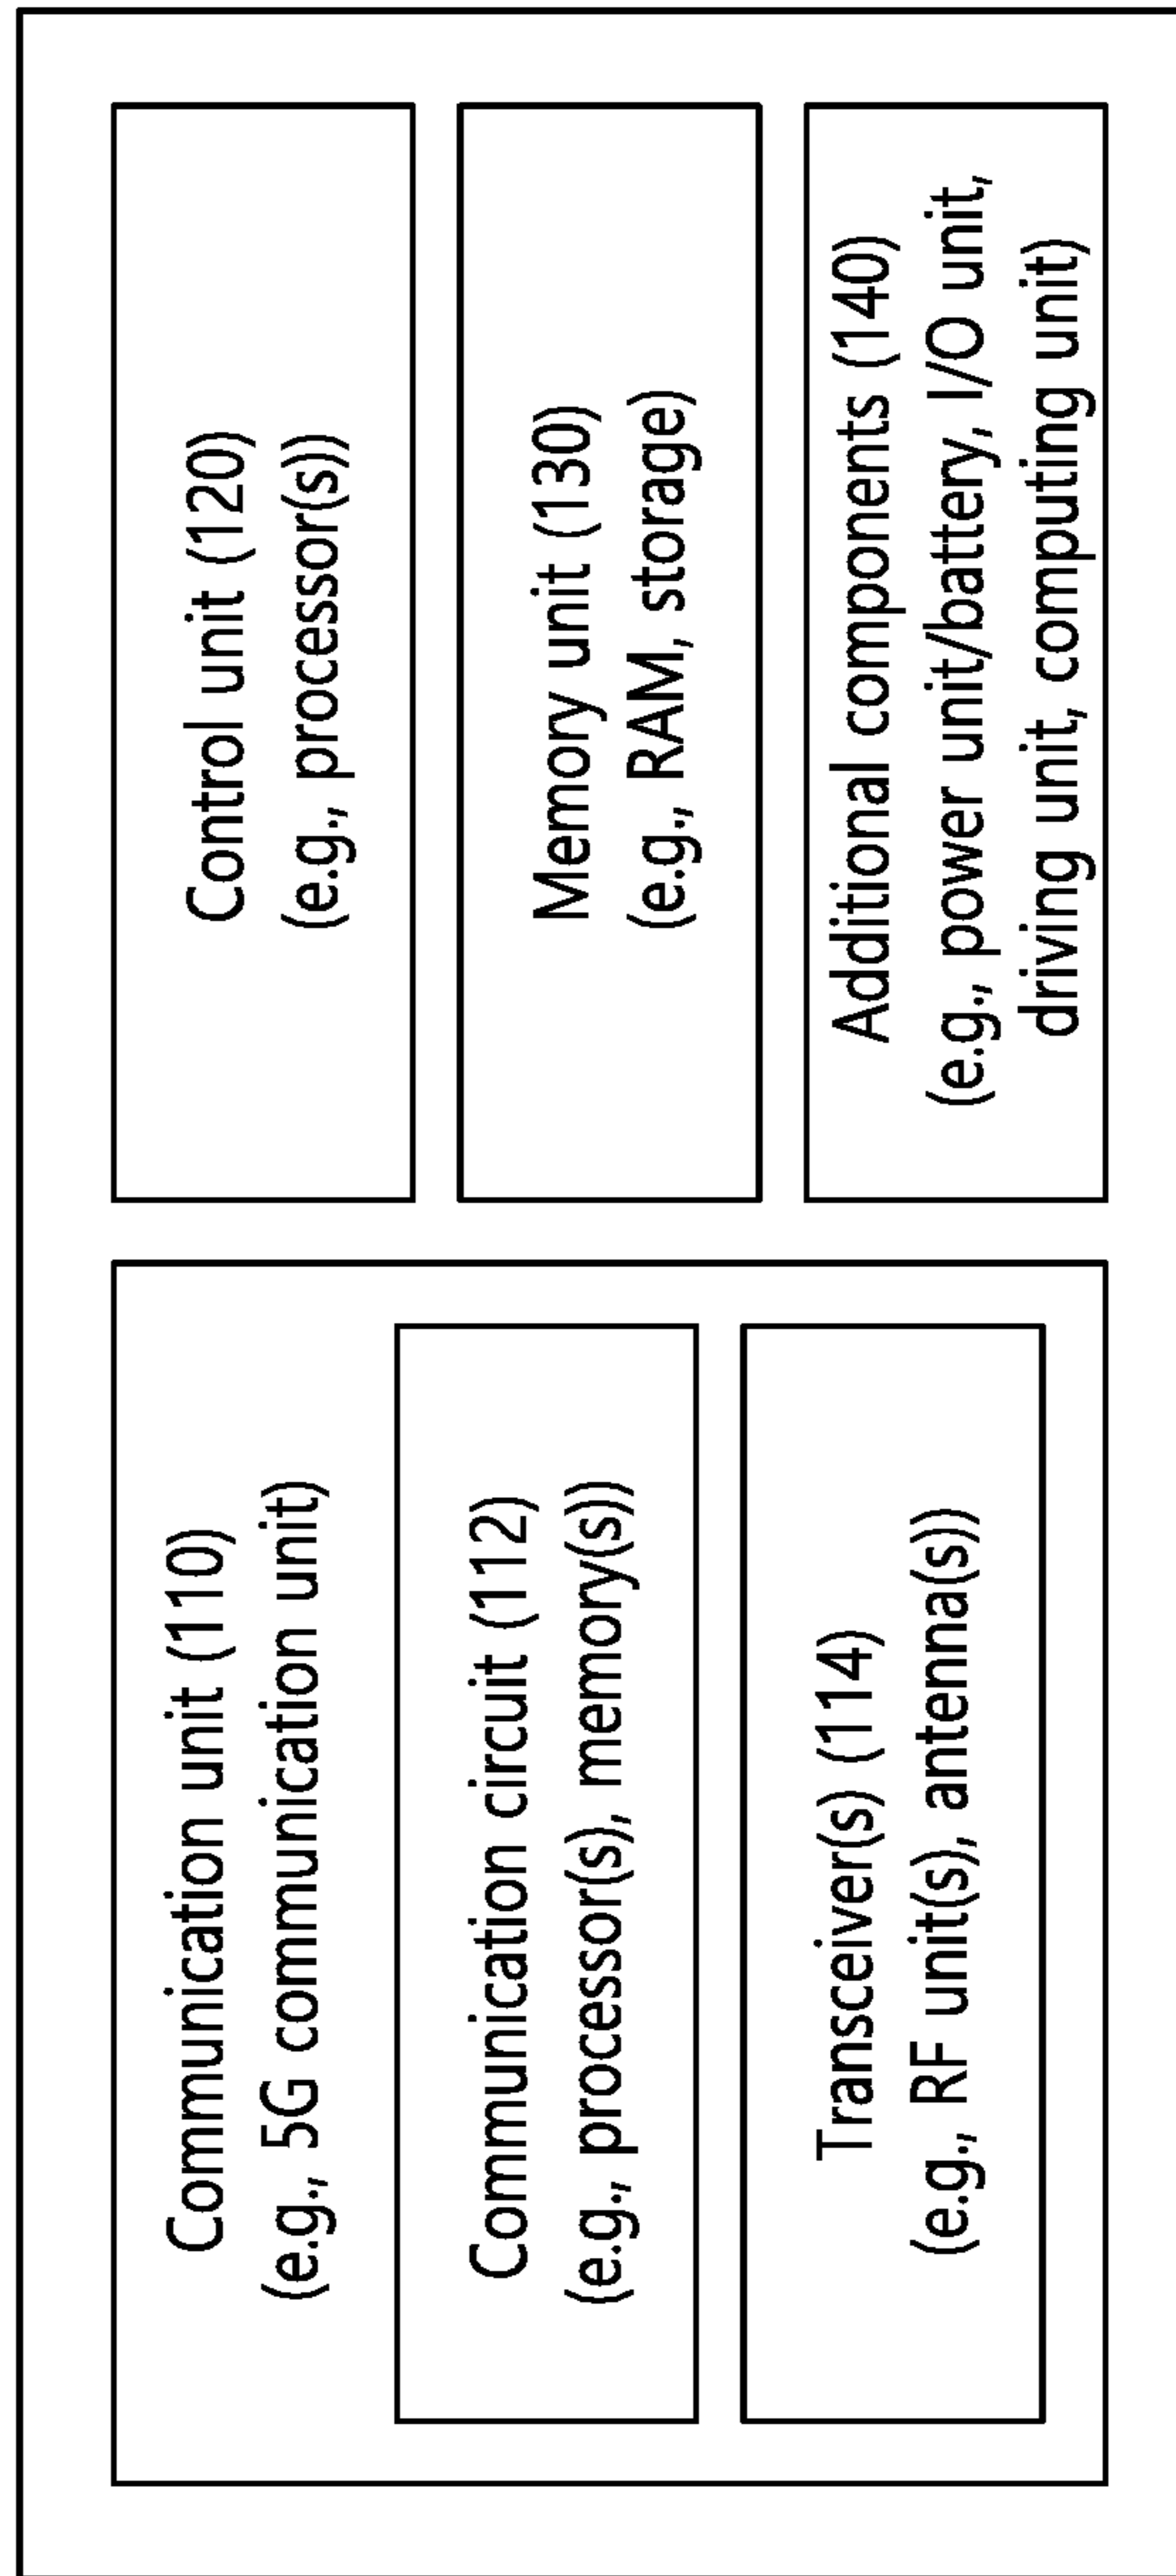 Communication unit (110)
(e.g., 5G communication unit)
Communication circuit (112)
(e.g., processor(s), memory(s))
Transceiver(s) (114)
(e.g., RF unit(s), antenna(s))
Control unit (120)
(e.g., processor(s))
Memory unit (130)
(e.g., RAM, storage)
Additional components (140)
(e.g., power unit/battery, I/O unit,
driving unit, computing unit)